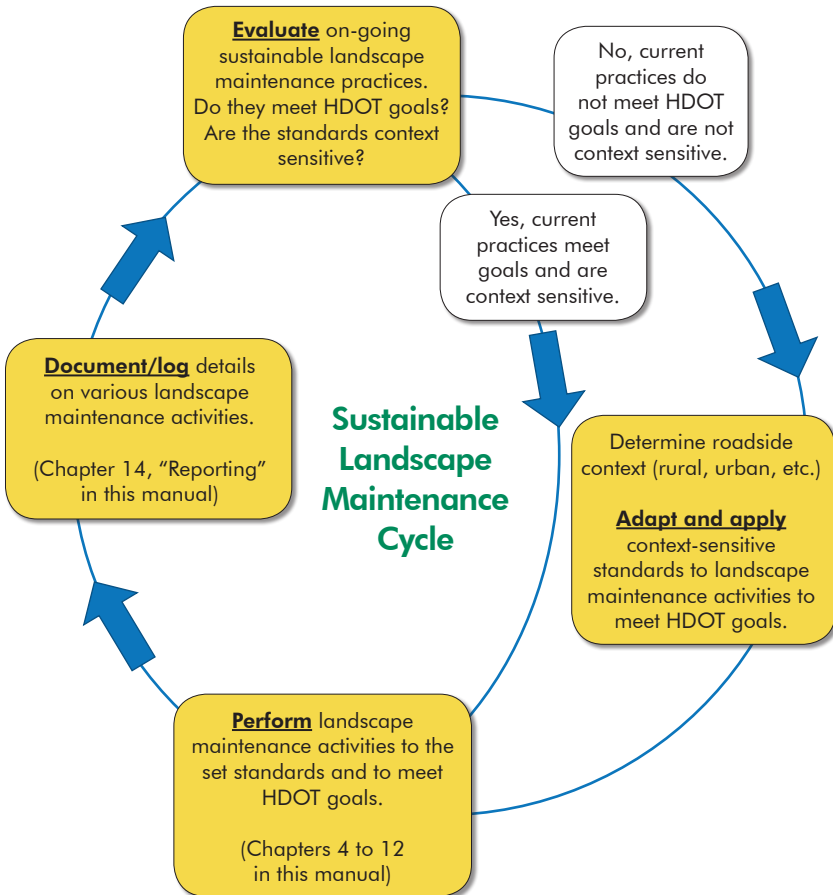 Evaluate on-going
sustainable landscape
maintenance practices.
Do they meet HDOT goals?
Are the standards context
sensitive?
No, current
practices do
not meet HDOT
goals and are not
context sensitive.
Yes, current
practices meet
goals and are
context sensitive.
Document/log details
on various landscape
maintenance activities.
(Chapter 14, “Reporting”
in this manual)
Sustainable
Landscape
Maintenance
Cycle
Determine roadside
context (rural, urban, etc.)
Adapt and apply
context-sensitive
standards to landscape
maintenance activities to
meet HDOT goals.
Perform landscape
maintenance activities to the
set standards and to meet
HDOT goals.
(Chapters 4 to 12
in this manual)